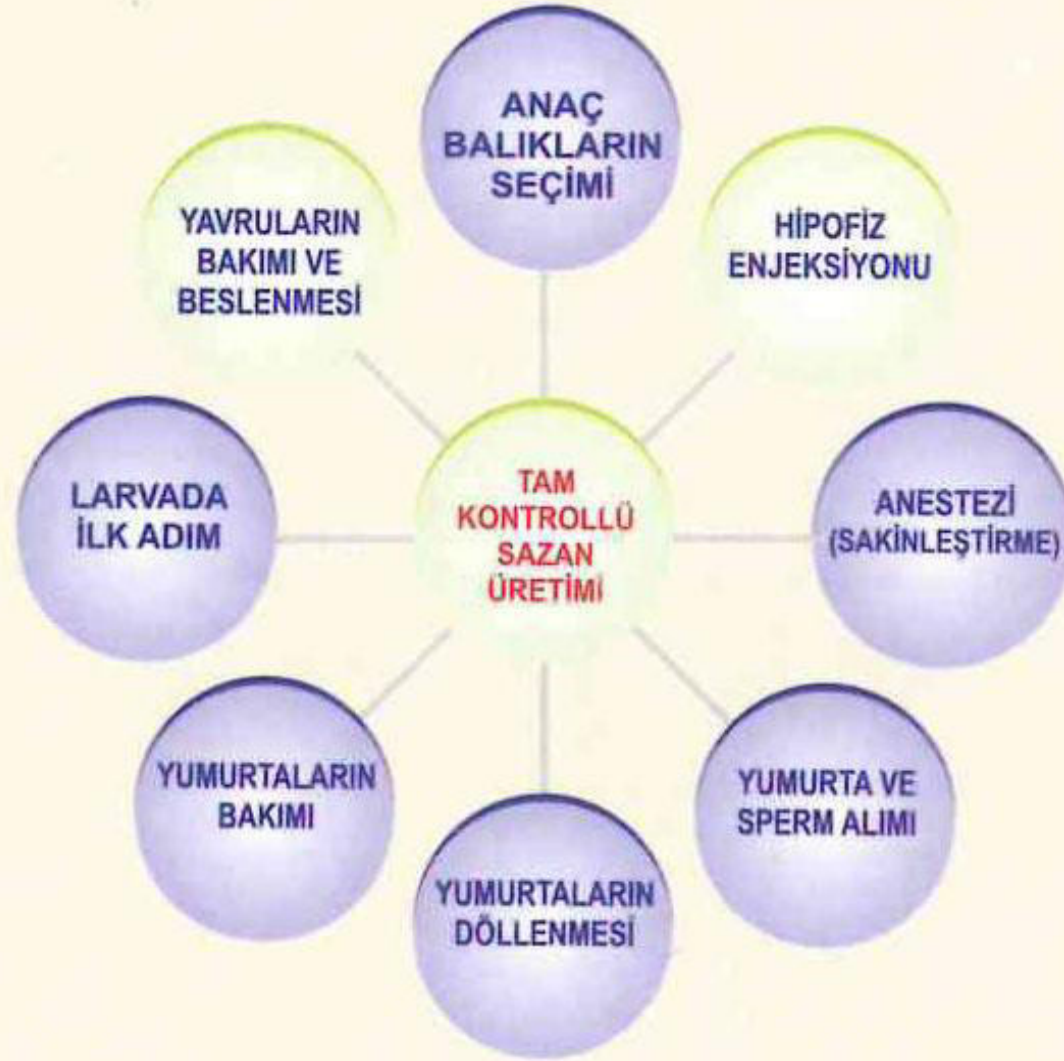 ANAÇ
BALIKLARIN
SEÇİMİ
HİPOFİZ
ENJEKSİYONU
ANESTEZİ
(SAKİNLEŞTİRME)
YUMURTA VE
SPERM ALIMI
YUMURTALARIN
DÖLLENMESİ
YUMURTALARIN
BAKIMI
LARVADA
İLK ADIM
YAVRULARIN
BAKIMI VE
BESLENMESİ
TAM
KONTROLLÜ
SAZAN
ÜRETİMİ